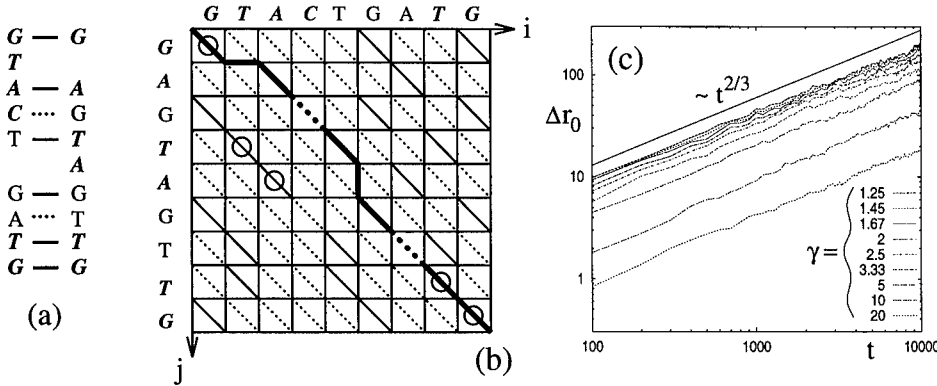 G — G
T
A — A
C ···· G
T — T
A
G — G
A ···· T
T — T
G — G
(a)
G T A C T G A T G
i
G
A
G
T
A
G
T
T
G
j
(b)
(c)
Δr₀
~ t^{2/3}
100
10
1
γ =
1.25
1.45
1.67
2
2.5
3.33
5
10
20
100
1000
t
10000